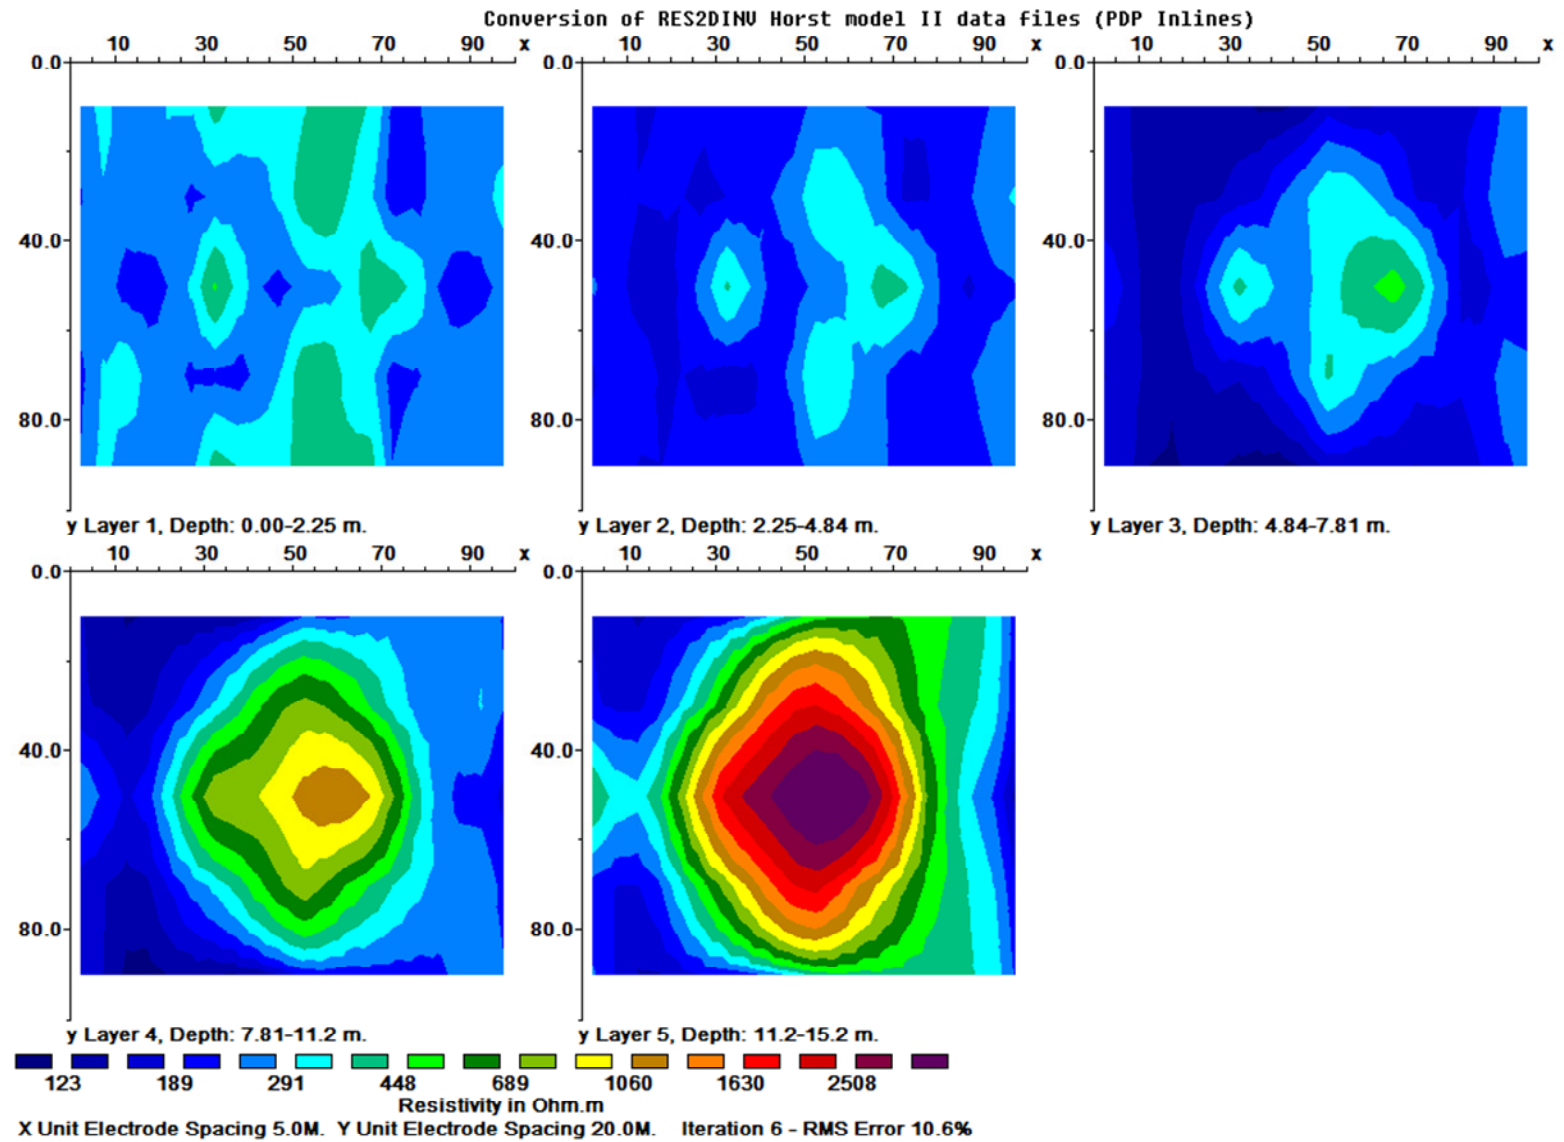 Conversion of RES2DINV Horst model II data files (PDP Inlines)
10 30 50 70 90 x 10 30 50 70 90 x 10 30 50 70 90 x
0.0 0.0 0.0
40.0 40.0 40.0
80.0 80.0 80.0
y Layer 1, Depth: 0.00-2.25 m. y Layer 2, Depth: 2.25-4.84 m. y Layer 3, Depth: 4.84-7.81 m.
10 30 50 70 90 x 10 30 50 70 90 x
0.0 0.0
40.0 40.0
80.0 80.0
y Layer 4, Depth: 7.81-11.2 m. y Layer 5, Depth: 11.2-15.2 m.
123 189 291 448 689 1060 1630 2508
Resistivity in Ohm.m
X Unit Electrode Spacing 5.0M. Y Unit Electrode Spacing 20.0M. Iteration 6 - RMS Error 10.6%